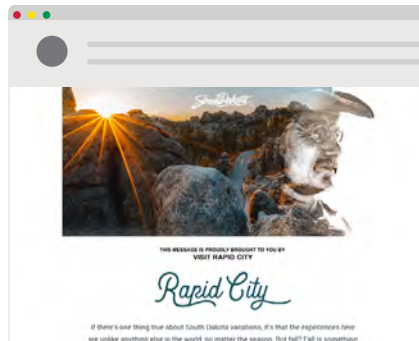 South Dakota
THIS MESSAGE IS PROUDLY BROUGHT TO YOU BY
VISIT RAPID CITY
Rapid City
If there's one thing true about South Dakota vacations, it's that the experiences here
are unlike anything else in the world, no matter the season. But fall? Fall is something